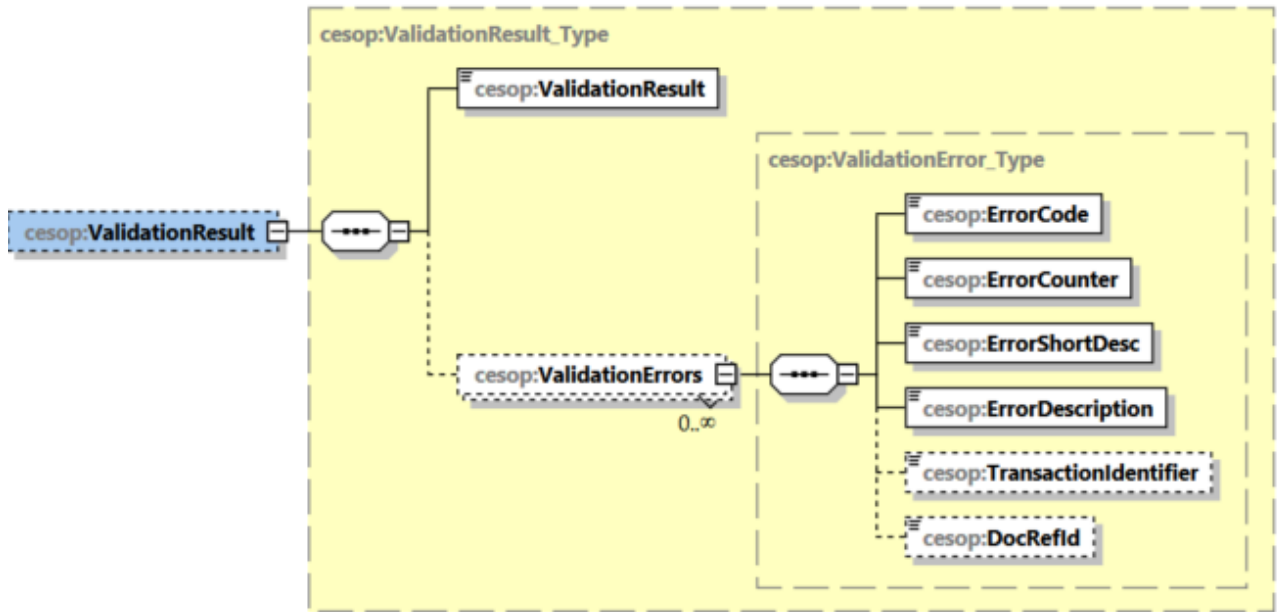 cesop:ValidationResult_Type
cesop:ValidationResult
cesop:ValidationError_Type
cesop:ErrorCode
cesop:ValidationResult
cesop:ErrorCounter
cesop:ErrorShortDesc
cesop:ValidationErrors
cesop:ErrorDescription
0..∞
cesop:TransactionIdentifier
cesop:DocRefId